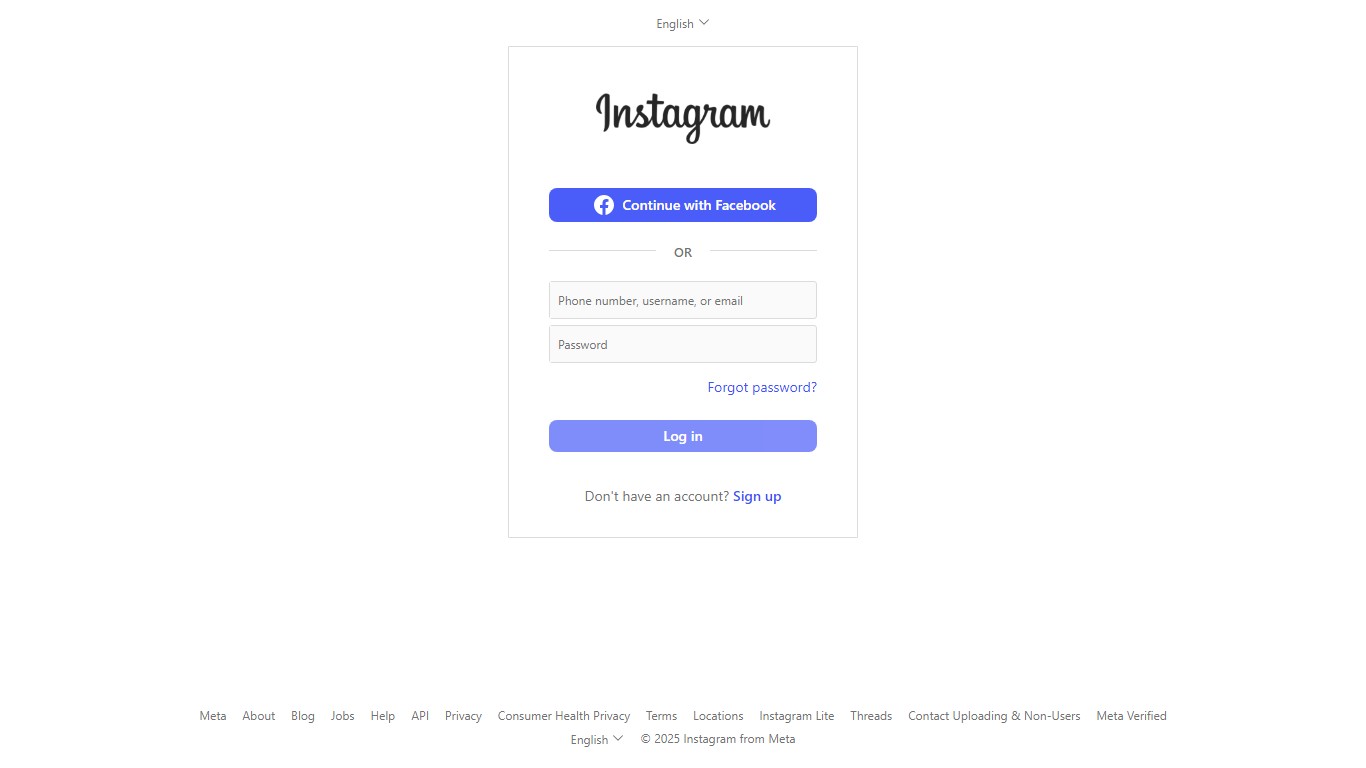 English
Instagram
Continue with Facebook
OR
Phone number, username, or email
Password
Forgot password?
Log in
Don't have an account? Sign up
Meta About Blog Jobs Help API Privacy Consumer Health Privacy Terms Locations Instagram Lite Threads Contact Uploading & Non-Users Meta Verified
English © 2025 Instagram from Meta